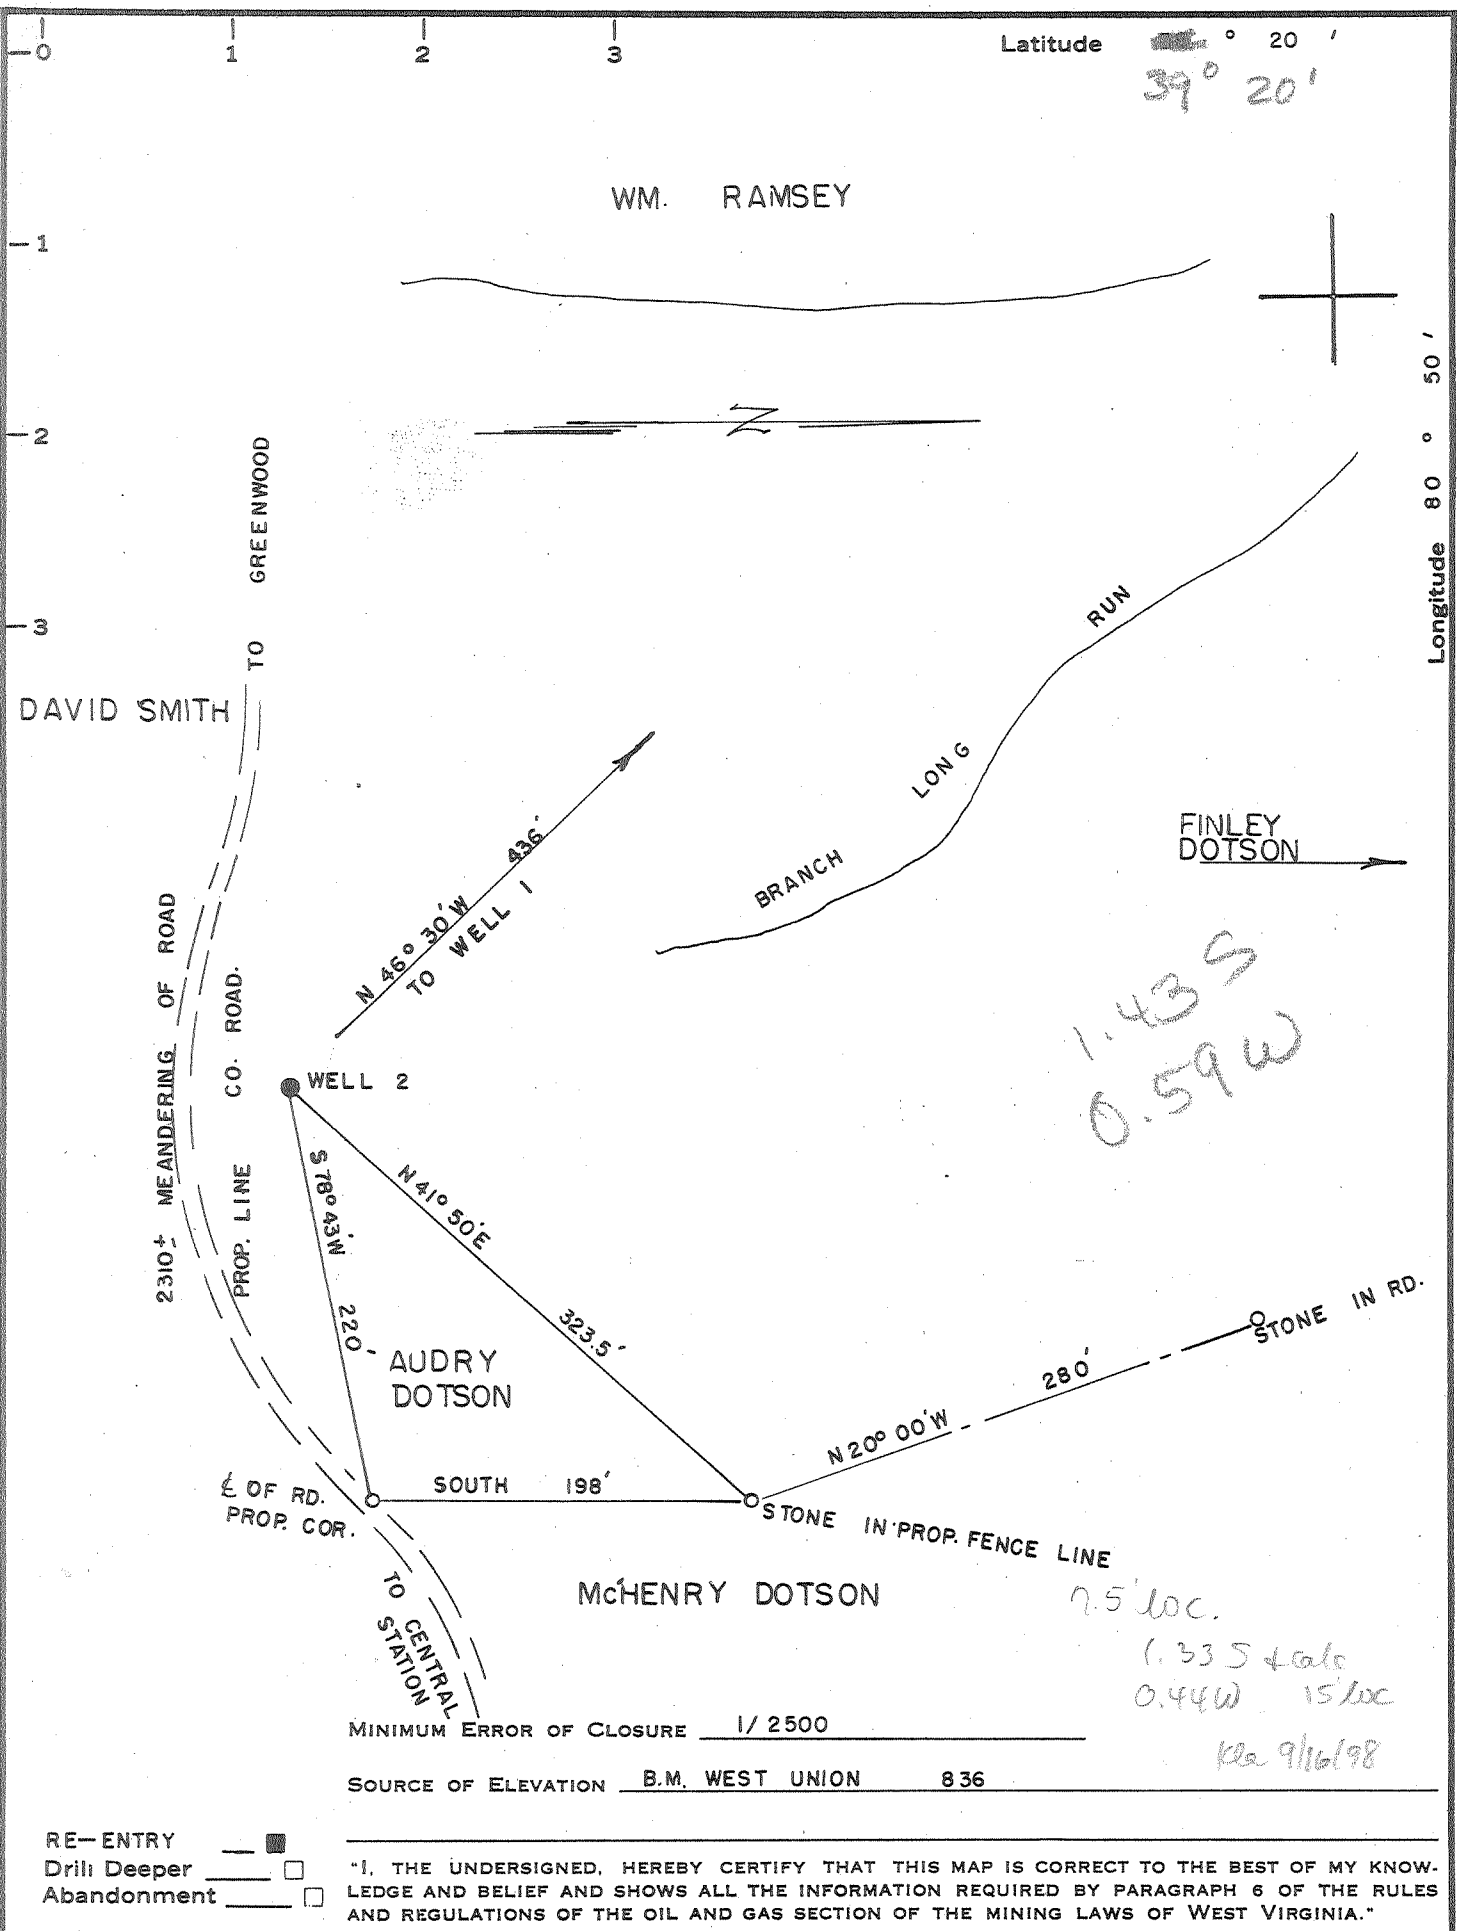 0 1 2 3
Latitude ° 20 '
39° 20'
WM. RAMSEY
1
2
3
Longitude 80 ° 50 '
Z
TO GREENWOOD
DAVID SMITH
RUN
LONG
BRANCH
FINLEY
DOTSON
N 46° 30' W 436'
TO WELL 1
2310± MEANDERING OF ROAD
PROP. LINE CO. ROAD.
1.43 S
0.59 W
WELL 2
S 78° 43' W 220'
N 41° 50' E 323.5'
AUDRY
DOTSON
STONE IN RD.
N 20° 00' W 280'
SOUTH 198'
℄ OF RD.
PROP. COR.
STONE IN PROP. FENCE LINE
McHENRY DOTSON
TO CENTRAL
STATION
7.5' loc.
1.33 S
0.44W 15' loc
9/16/98
MINIMUM ERROR OF CLOSURE 1/2500
SOURCE OF ELEVATION B.M. WEST UNION 836
RE-ENTRY
Drill Deeper
Abandonment
"I, THE UNDERSIGNED, HEREBY CERTIFY THAT THIS MAP IS CORRECT TO THE BEST OF MY KNOW-
LEDGE AND BELIEF AND SHOWS ALL THE INFORMATION REQUIRED BY PARAGRAPH 6 OF THE RULES
AND REGULATIONS OF THE OIL AND GAS SECTION OF THE MINING LAWS OF WEST VIRGINIA."